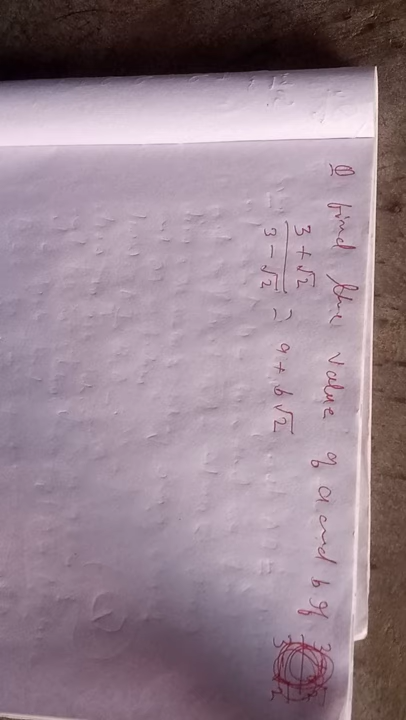 Q find the value of a and b if
3+√2 / 3-√2 = a + b√2